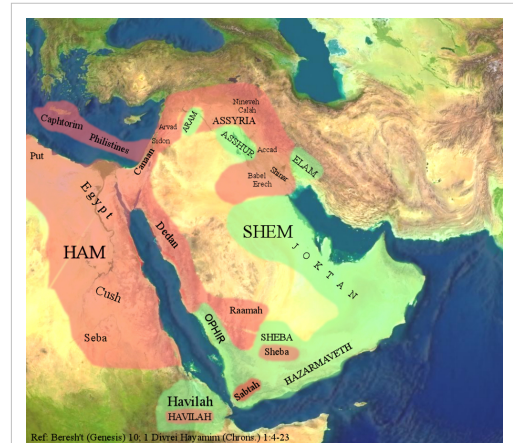 Nineveh
Calah
Caphtorim
Philistines
Arvad
ARAM
ASSYRIA
Sidon
ASSHUR
Accad
Put
Canaan
Shinar
ELAM
Babel
Erech
Egypt
Dedan
SHEM
JOKTAN
HAM
Cush
Raamah
OPHIR
Seba
SHEBA
Sheba
HAZARMAVETH
Sabtah
Havilah
HAVILAH
Ref: Beresh't (Genesis) 10; 1 Divrei Hayamim (Chrons.) 1:4-23